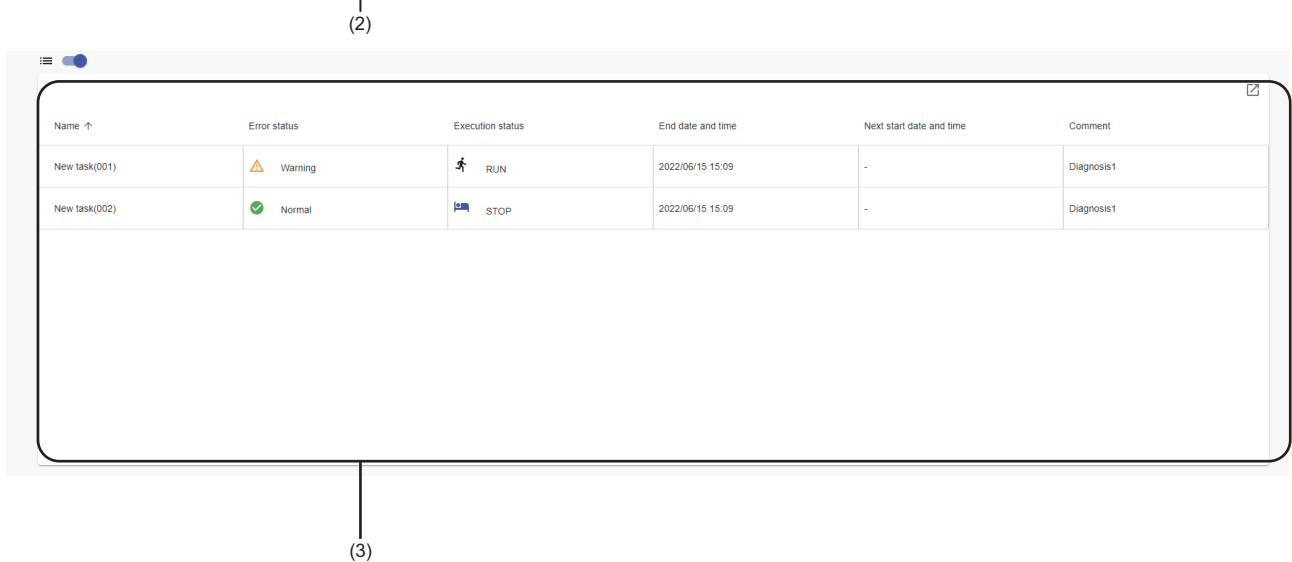 (2)
Name ↑ Error status Execution status End date and time Next start date and time Comment
New task(001) Warning RUN 2022/06/15 15:09 - Diagnosis1
New task(002) Normal STOP 2022/06/15 15:09 - Diagnosis1
(3)